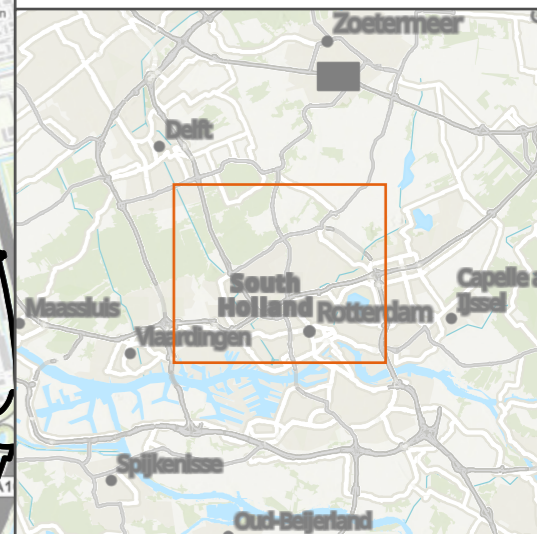 Zoetermeer
Delft
South
Holland
Rotterdam
Capelle a
IJssel
Maassluis
Vlaardingen
Spijkenisse
Oud-Beijerland
A1